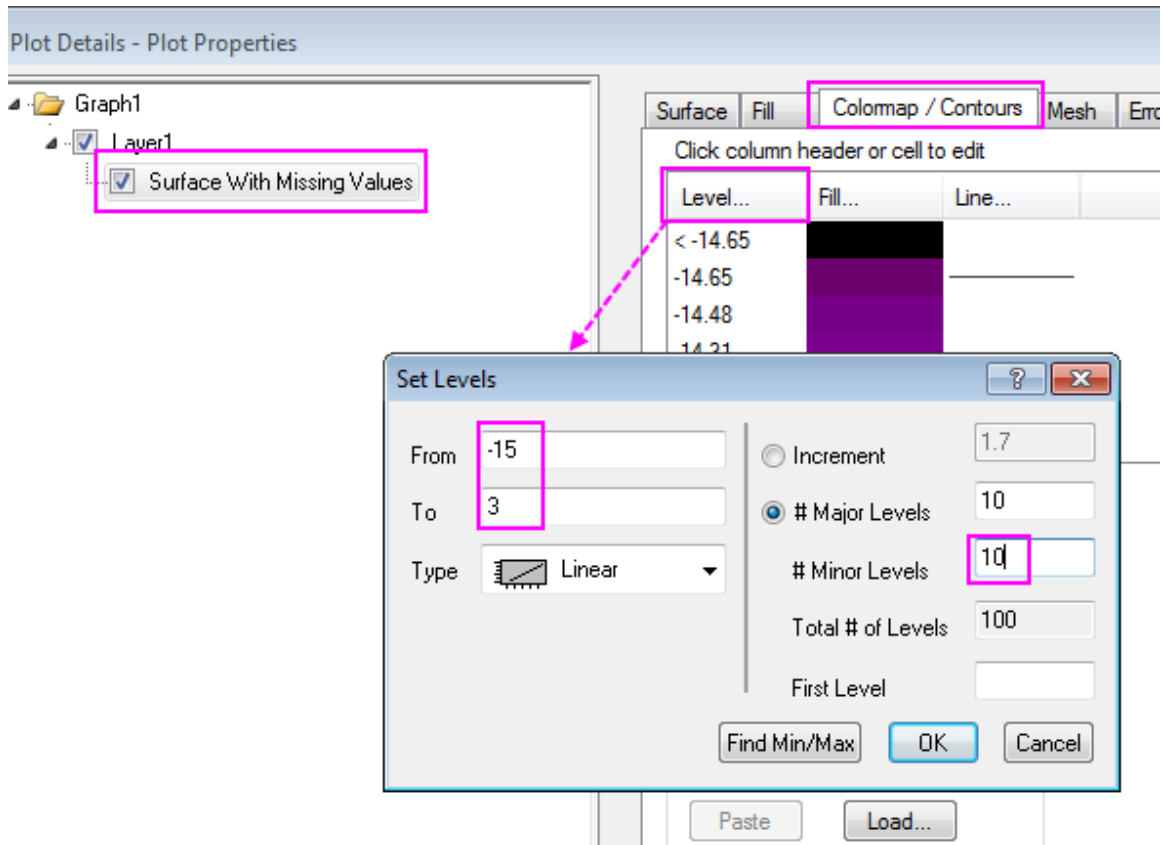 Plot Details - Plot Properties
Graph1
Layer1
Surface With Missing Values
Surface Fill Colormap / Contours Mesh
Click column header or cell to edit
Level... Fill... Line...
< -14.65
-14.65
-14.48
-14.31
Set Levels
From -15
To 3
Type Linear
Increment 1.7
# Major Levels 10
# Minor Levels 10
Total # of Levels 100
First Level
Find Min/Max OK Cancel
Paste Load...